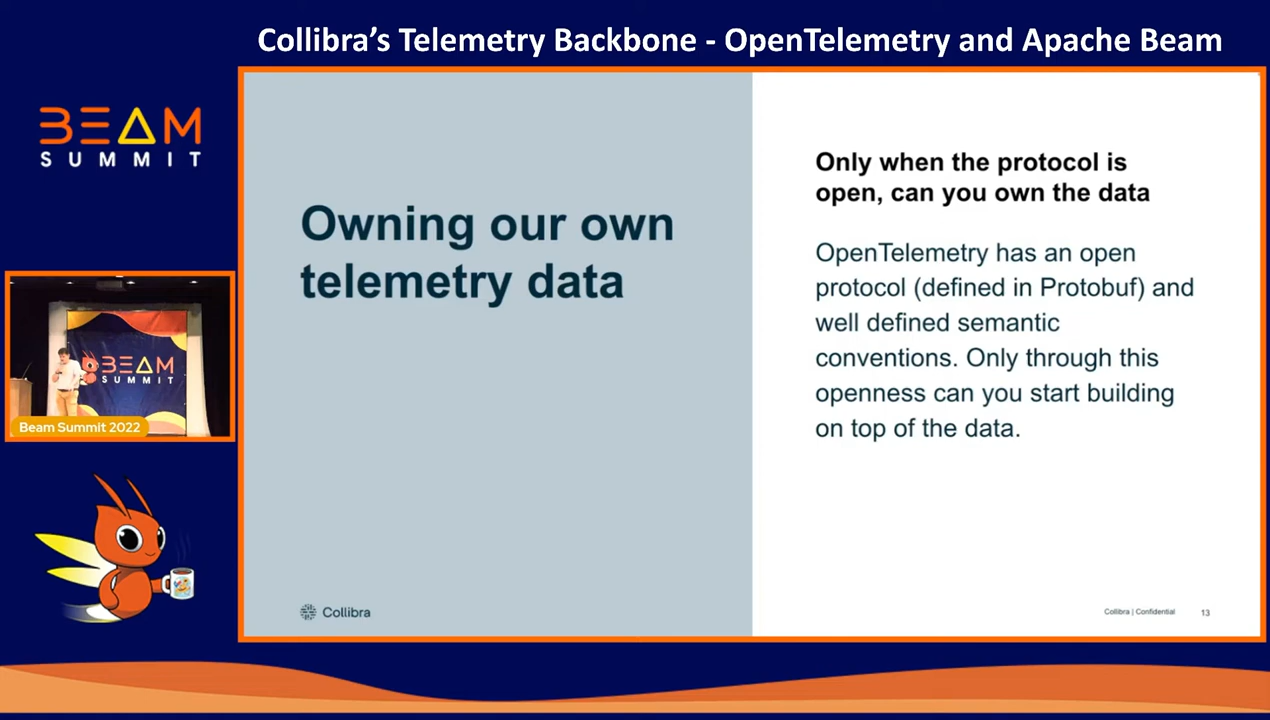 Collibra’s Telemetry Backbone - OpenTelemetry and Apache Beam
BEAM
SUMMIT
Owning our own
telemetry data
Only when the protocol is
open, can you own the data
OpenTelemetry has an open
protocol (defined in Protobuf) and
well defined semantic
conventions. Only through this
openness can you start building
on top of the data.
BEAM
SUMMIT
Beam Summit 2022
Collibra
Collibra | Confidential
13